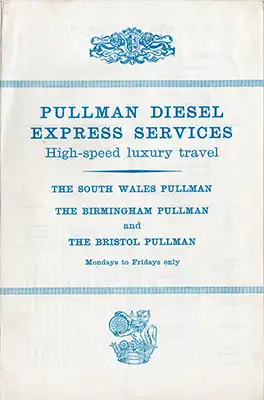 PULLMAN DIESEL
EXPRESS SERVICES
High-speed luxury travel
THE SOUTH WALES PULLMAN
THE BIRMINGHAM PULLMAN
and
THE BRISTOL PULLMAN
Mondays to Fridays only